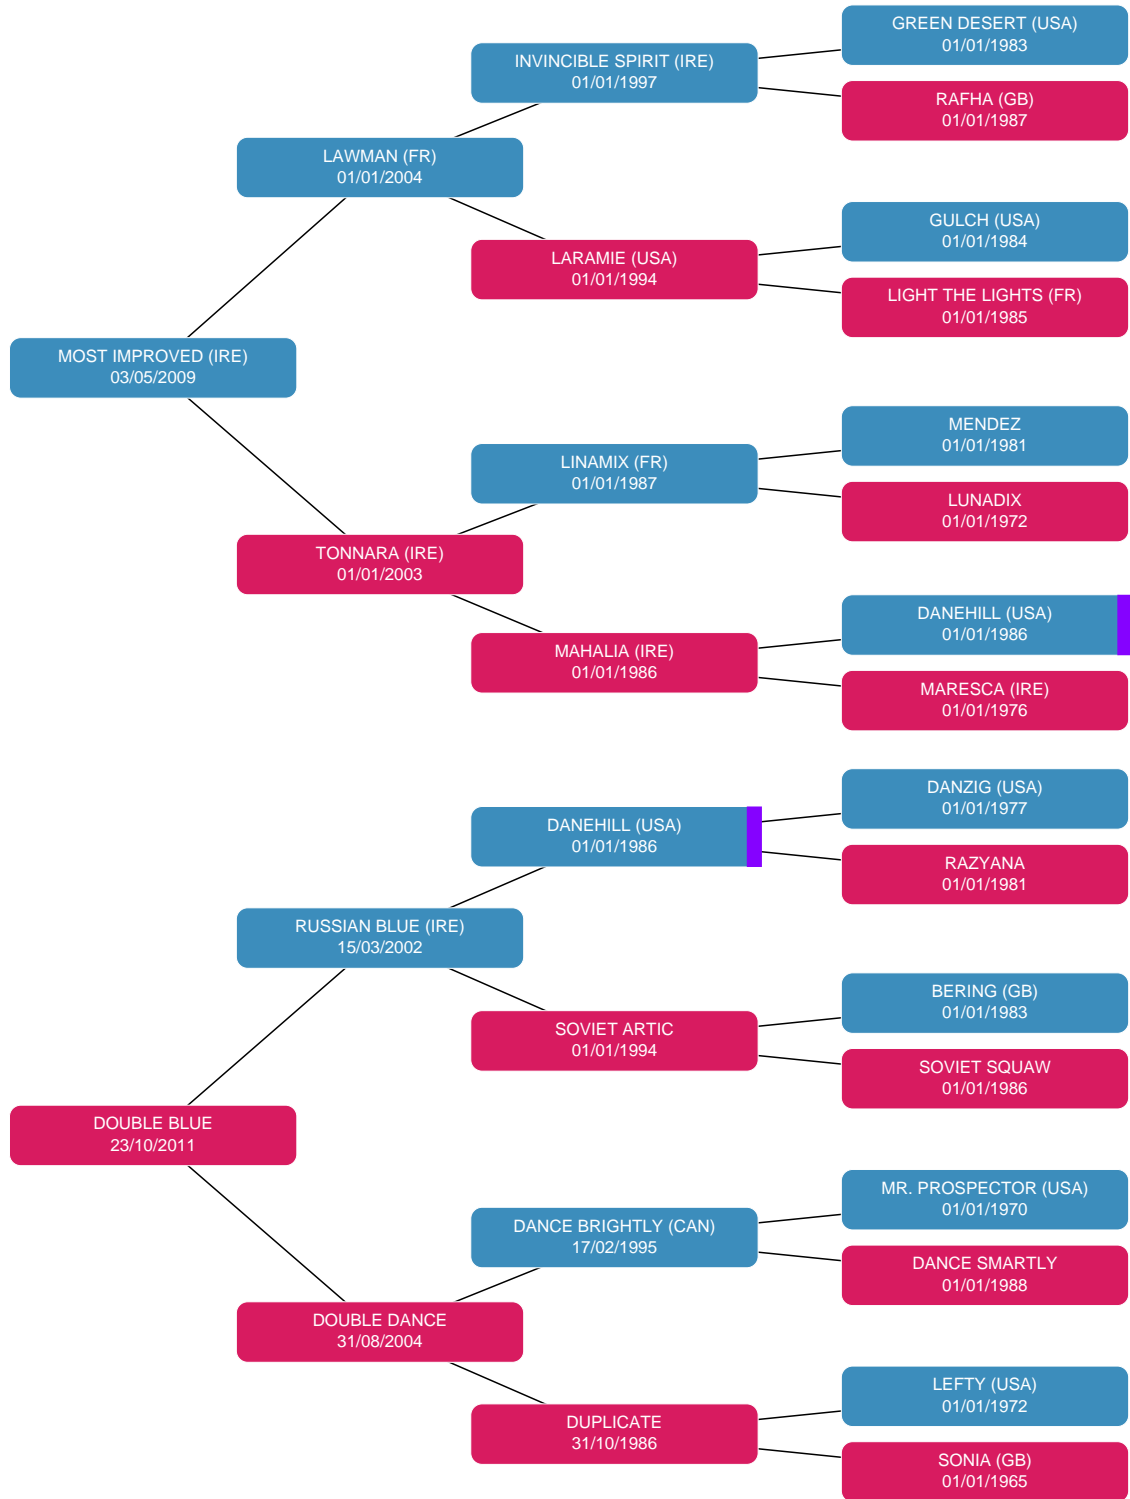 GREEN DESERT (USA)
01/01/1983
INVINCIBLE SPIRIT (IRE)
01/01/1997
RAFHA (GB)
01/01/1987
LAWMAN (FR)
01/01/2004
GULCH (USA)
01/01/1984
LARAMIE (USA)
01/01/1994
LIGHT THE LIGHTS (FR)
01/01/1985
MOST IMPROVED (IRE)
03/05/2009
MENDEZ
01/01/1981
LINAMIX (FR)
01/01/1987
LUNADIX
01/01/1972
TONNARA (IRE)
01/01/2003
DANEHILL (USA)
01/01/1986
MAHALIA (IRE)
01/01/1986
MARESCA (IRE)
01/01/1976
DANZIG (USA)
01/01/1977
DANEHILL (USA)
01/01/1986
RAZYANA
01/01/1981
RUSSIAN BLUE (IRE)
15/03/2002
BERING (GB)
01/01/1983
SOVIET ARTIC
01/01/1994
SOVIET SQUAW
01/01/1986
DOUBLE BLUE
23/10/2011
MR. PROSPECTOR (USA)
01/01/1970
DANCE BRIGHTLY (CAN)
17/02/1995
DANCE SMARTLY
01/01/1988
DOUBLE DANCE
31/08/2004
LEFTY (USA)
01/01/1972
DUPLICATE
31/10/1986
SONIA (GB)
01/01/1965